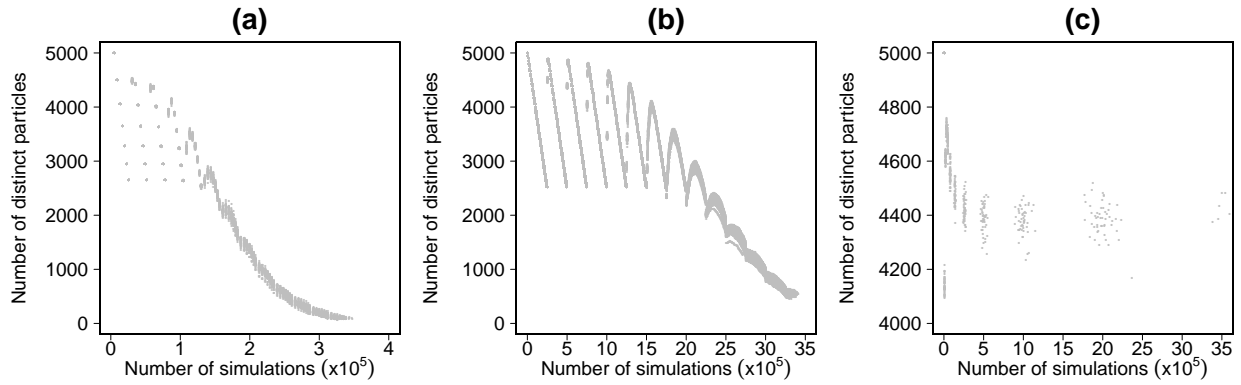 (a)
Number of distinct particles
5000
4000
3000
2000
1000
0
0 1 2 3 4
Number of simulations (x10⁵)
(b)
Number of distinct particles
5000
4000
3000
2000
1000
0
0 5 10 15 20 25 30 35
Number of simulations (x10⁵)
(c)
Number of distinct particles
5000
4800
4600
4400
4200
4000
0 5 10 15 20 25 30 35
Number of simulations (x10⁵)